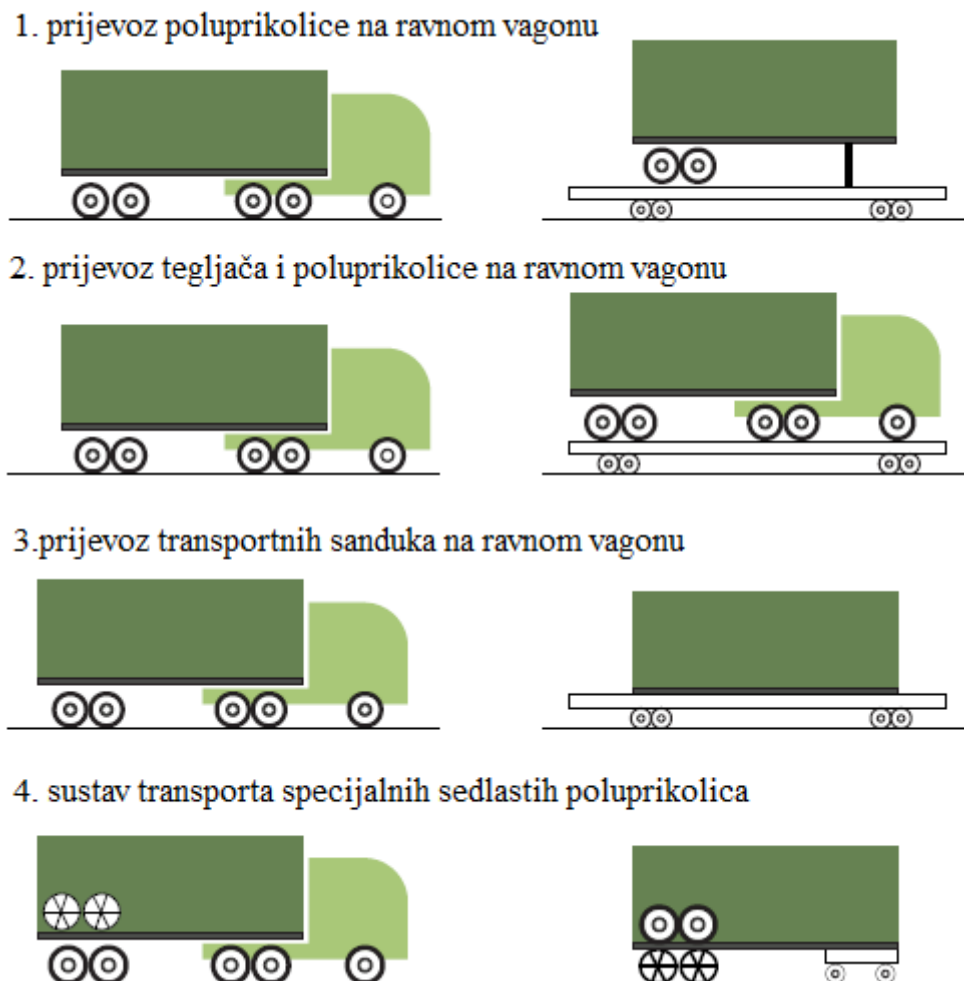 1. prijevoz poluprikolice na ravnom vagonu
2. prijevoz tegljača i poluprikolice na ravnom vagonu
3.prijevoz transportnih sanduka na ravnom vagonu
4. sustav transporta specijalnih sedlastih poluprikolica